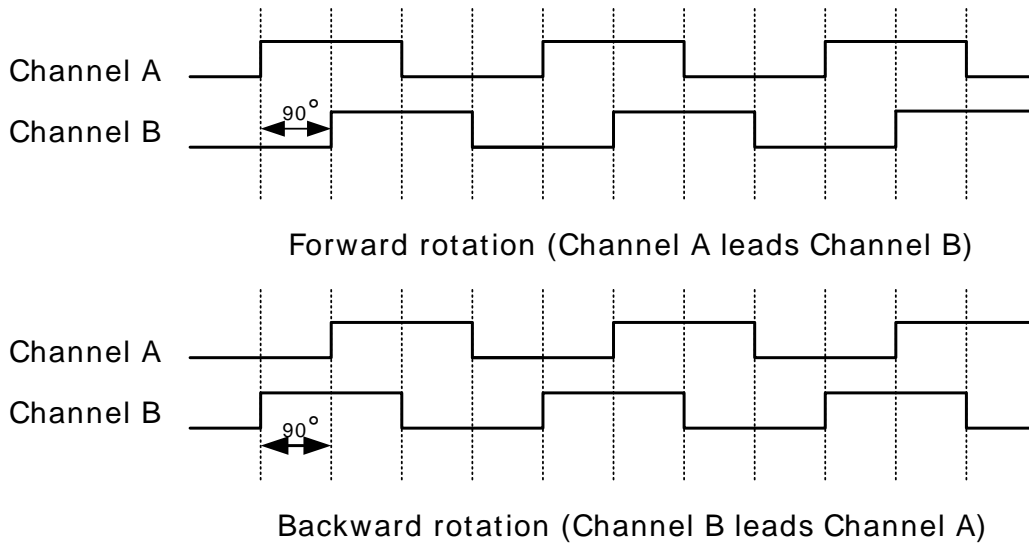 Channel A
90°
Channel B
Forward rotation (Channel A leads Channel B)
Channel A
Channel B
90°
Backward rotation (Channel B leads Channel A)